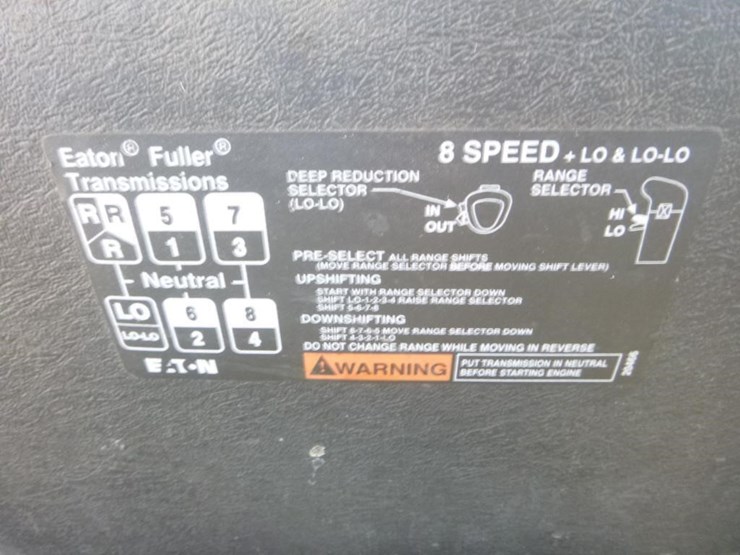 Eaton® Fuller®
Transmissions
8 SPEED + LO & LO-LO
R R 5 7
R 1 3
Neutral
LO 6 8
LO-LO 2 4
EAT•N
DEEP REDUCTION
SELECTOR
(LO-LO)
IN
OUT
RANGE
SELECTOR
HI
LO
PRE-SELECT ALL RANGE SHIFTS
(MOVE RANGE SELECTOR BEFORE MOVING SHIFT LEVER)
UPSHIFTING
START WITH RANGE SELECTOR DOWN
SHIFT LO-1-2-3-4 RAISE RANGE SELECTOR
SHIFT 5-6-7-8
DOWNSHIFTING
SHIFT 8-7-6-5 MOVE RANGE SELECTOR DOWN
SHIFT 4-3-2-1-LO
DO NOT CHANGE RANGE WHILE MOVING IN REVERSE
WARNING
PUT TRANSMISSION IN NEUTRAL
BEFORE STARTING ENGINE